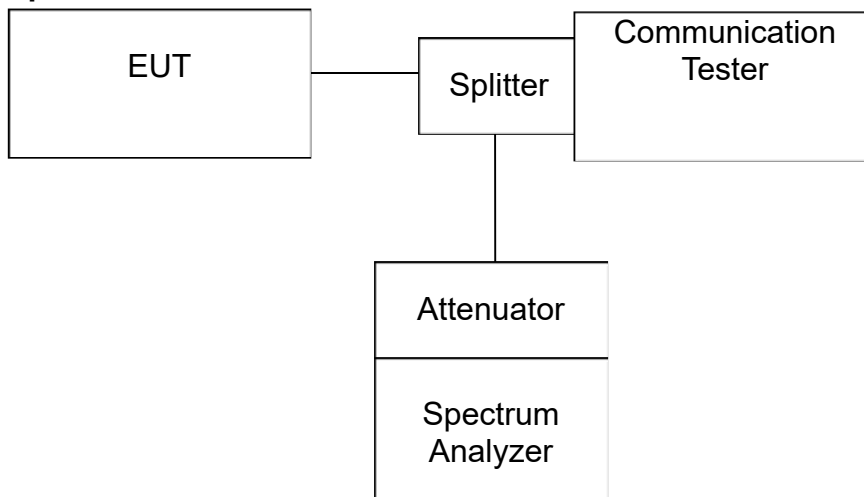 EUT
Splitter
Communication
Tester
Attenuator
Spectrum
Analyzer